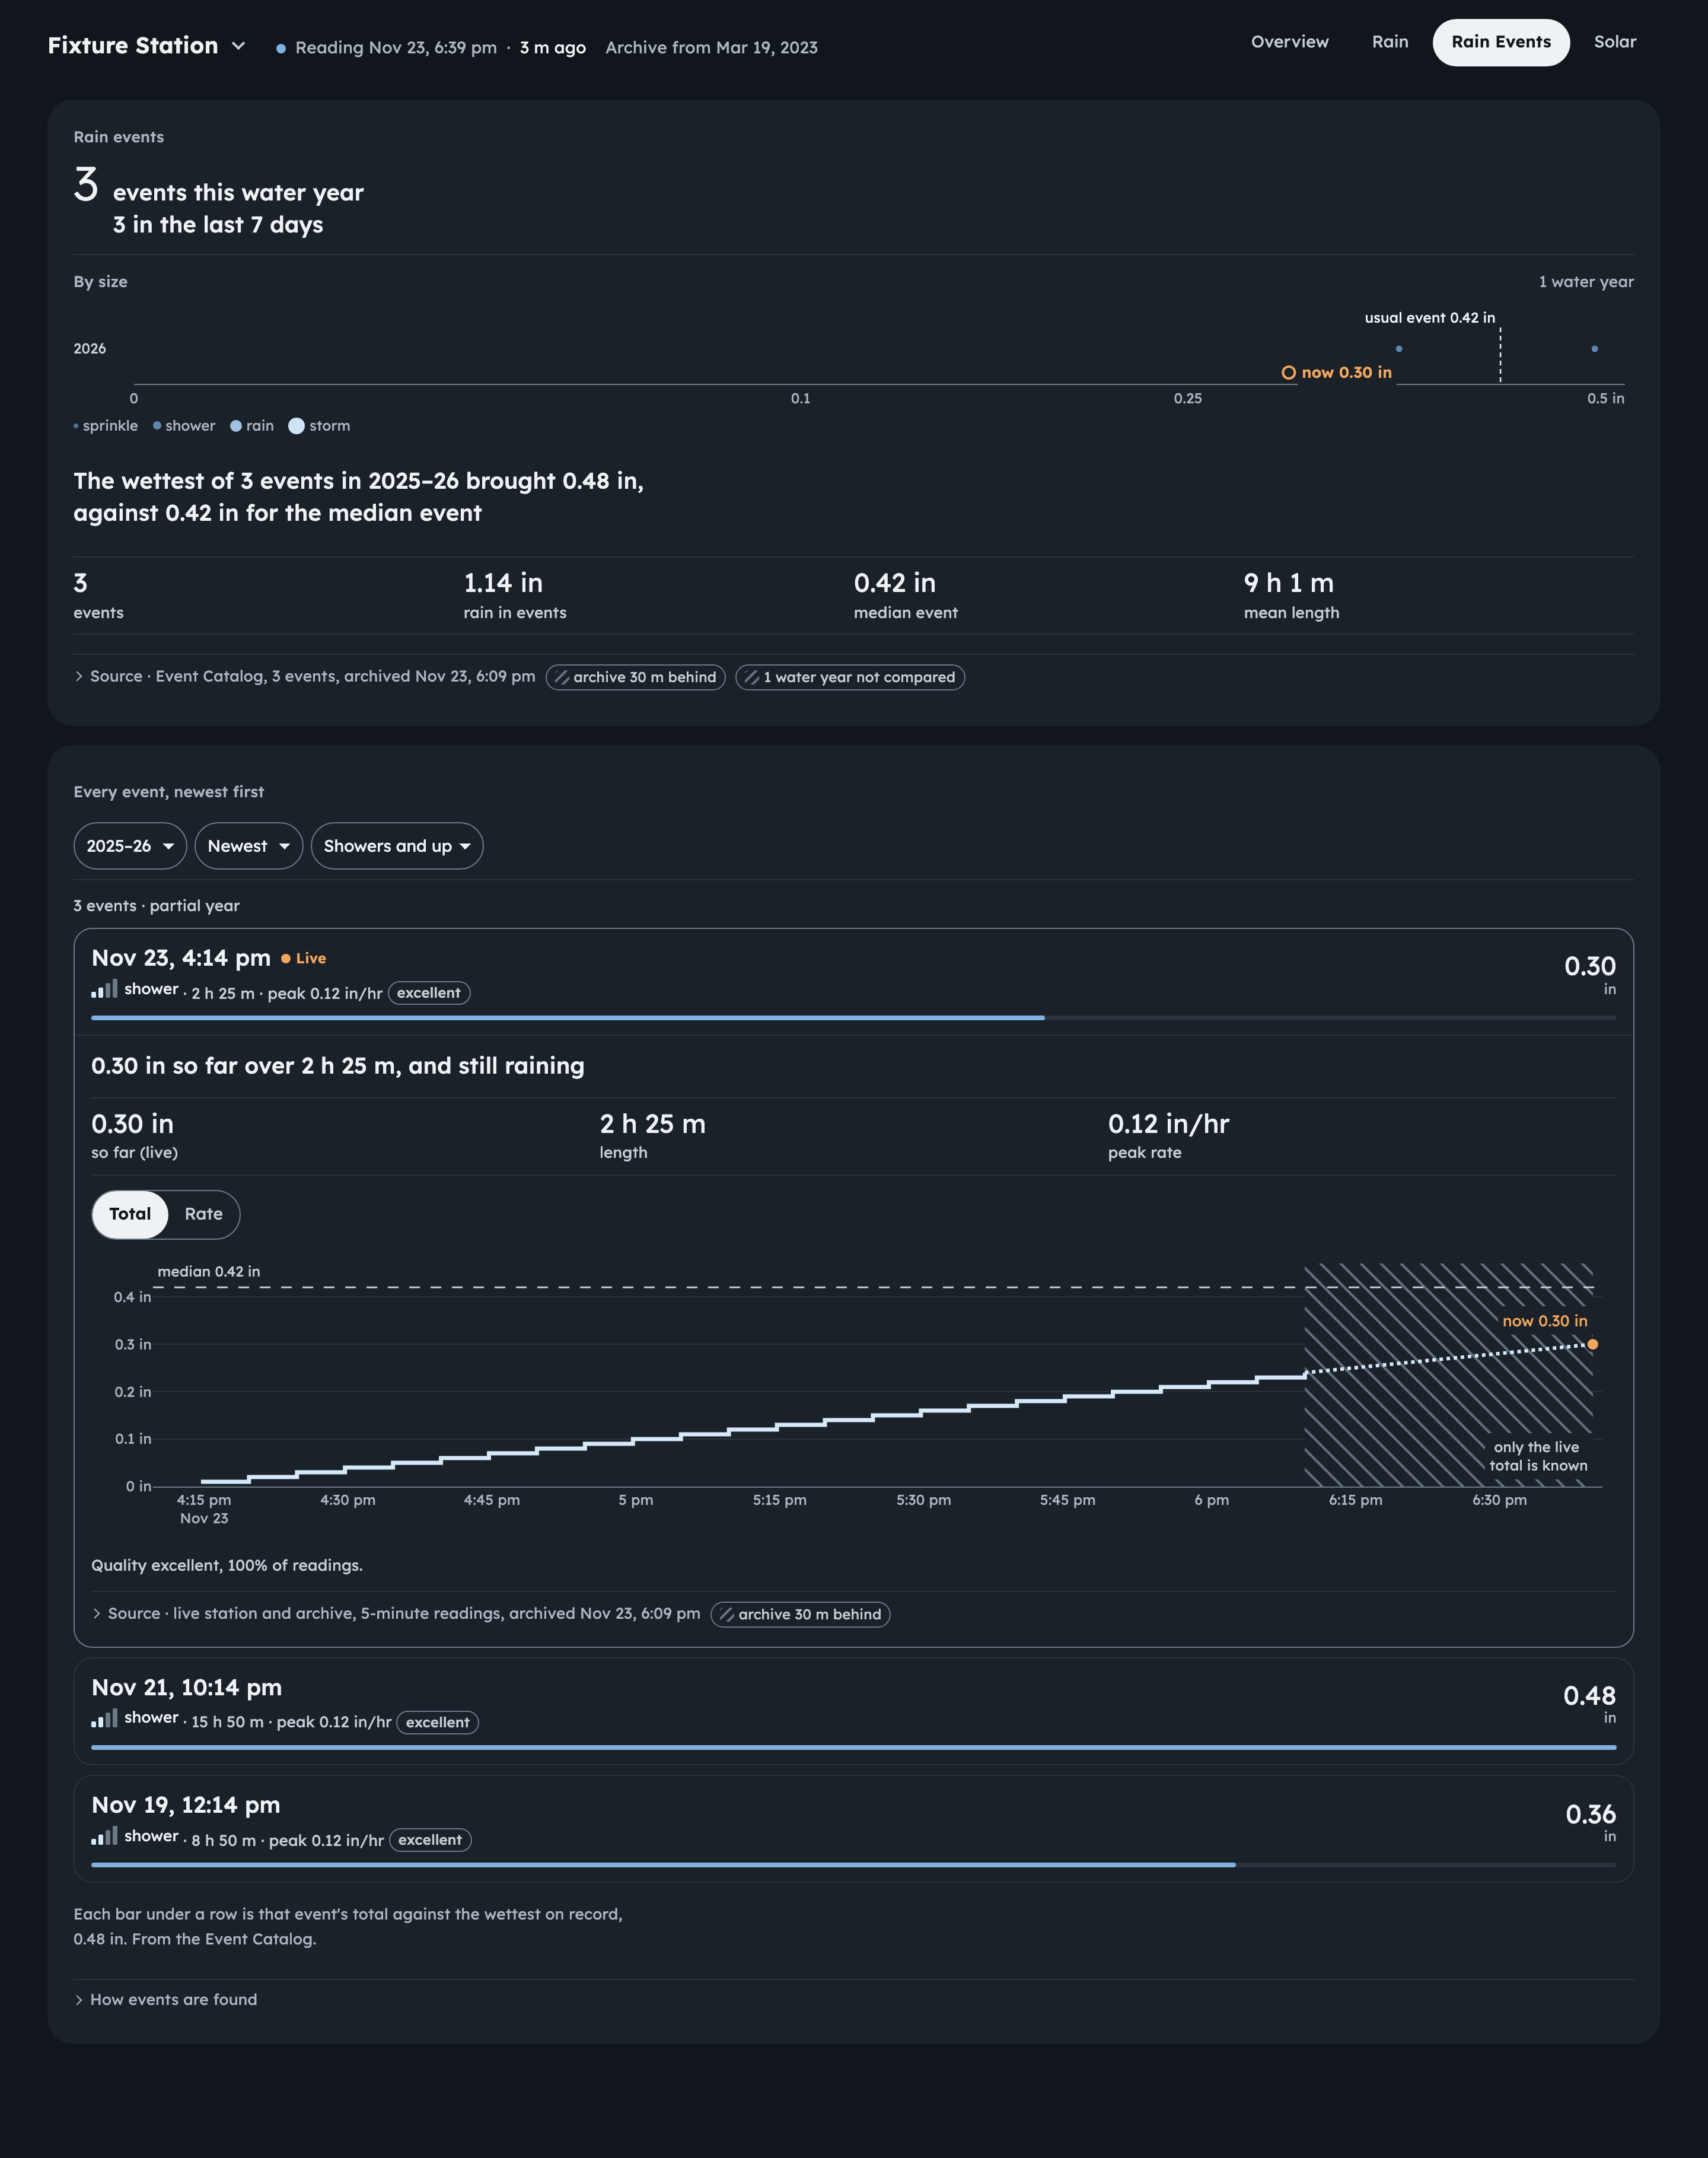 Fixture Station
Reading Nov 23, 6:39 pm · 3 m ago Archive from Mar 19, 2023
Overview Rain Rain Events Solar
Rain events
3 events this water year
3 in the last 7 days
By size 1 water year
usual event 0.42 in
2026
now 0.30 in
0 0.1 0.25 0.5 in
sprinkle shower rain storm
The wettest of 3 events in 2025–26 brought 0.48 in,
against 0.42 in for the median event
3 1.14 in 0.42 in 9 h 1 m
events rain in events median event mean length
Source · Event Catalog, 3 events, archived Nov 23, 6:09 pm archive 30 m behind 1 water year not compared
Every event, newest first
2025–26 Newest Showers and up
3 events · partial year
Nov 23, 4:14 pm Live
0.30
in
shower · 2 h 25 m · peak 0.12 in/hr excellent
0.30 in so far over 2 h 25 m, and still raining
0.30 in 2 h 25 m 0.12 in/hr
so far (live) length peak rate
Total Rate
median 0.42 in
0.4 in
now 0.30 in
0.3 in
0.2 in
0.1 in
only the live
total is known
0 in
4:15 pm 4:30 pm 4:45 pm 5 pm 5:15 pm 5:30 pm 5:45 pm 6 pm 6:15 pm 6:30 pm
Nov 23
Quality excellent, 100% of readings.
Source · live station and archive, 5-minute readings, archived Nov 23, 6:09 pm archive 30 m behind
Nov 21, 10:14 pm
0.48
in
shower · 15 h 50 m · peak 0.12 in/hr excellent
Nov 19, 12:14 pm
0.36
in
shower · 8 h 50 m · peak 0.12 in/hr excellent
Each bar under a row is that event's total against the wettest on record,
0.48 in. From the Event Catalog.
How events are found